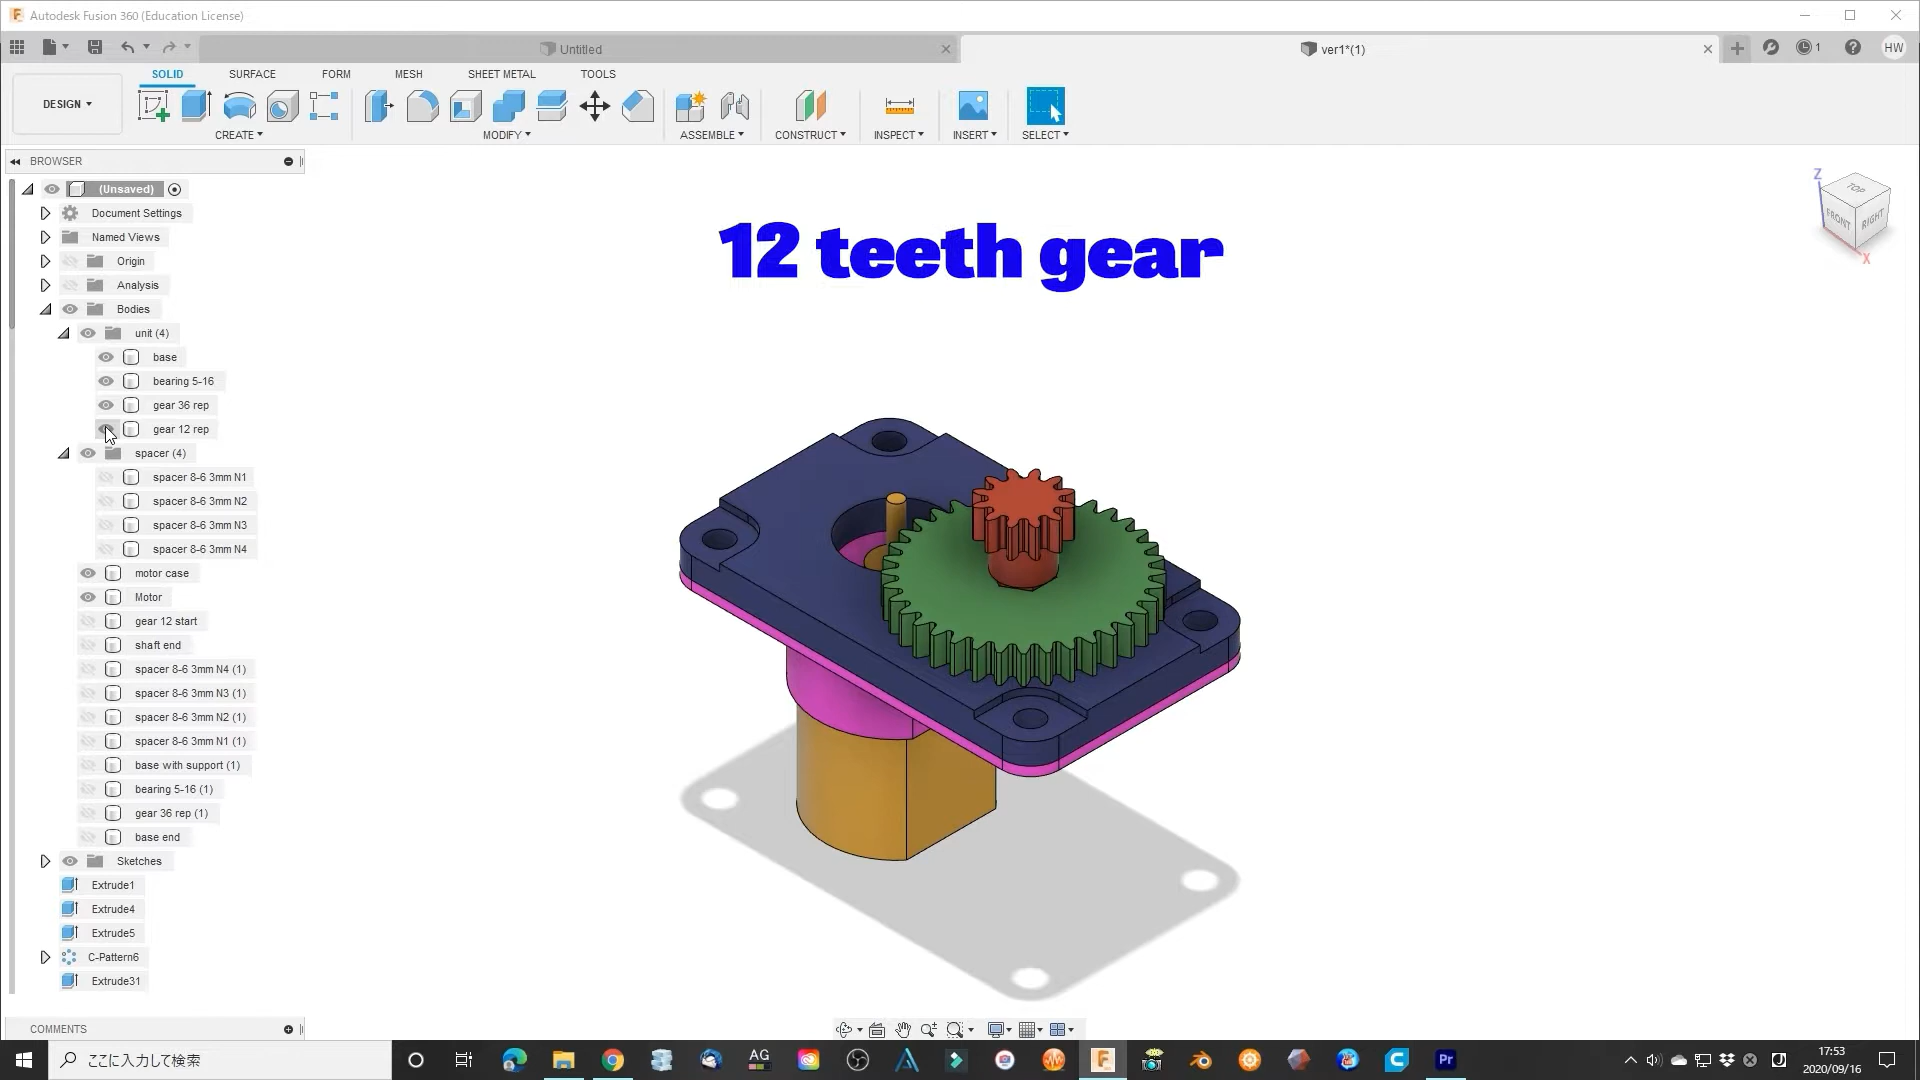 Autodesk Fusion 360 (Education License)
Untitled
ver1*(1)
1
HW
DESIGN
SOLID
SURFACE
FORM
MESH
SHEET METAL
TOOLS
CREATE
MODIFY
ASSEMBLE
CONSTRUCT
INSPECT
INSERT
SELECT
BROWSER
(Unsaved)
Document Settings
Named Views
Origin
Analysis
Bodies
unit (4)
base
bearing 5-16
gear 36 rep
gear 12 rep
spacer (4)
spacer 8-6 3mm N1
spacer 8-6 3mm N2
spacer 8-6 3mm N3
spacer 8-6 3mm N4
motor case
Motor
gear 12 start
shaft end
spacer 8-6 3mm N4 (1)
spacer 8-6 3mm N3 (1)
spacer 8-6 3mm N2 (1)
spacer 8-6 3mm N1 (1)
base with support (1)
bearing 5-16 (1)
gear 36 rep (1)
base end
Sketches
Extrude1
Extrude4
Extrude5
C-Pattern6
Extrude31
12 teeth gear
Z
TOP
FRONT
RIGHT
X
COMMENTS
ここに入力して検索
AG
F
C
Pr
17:53
2020/09/16